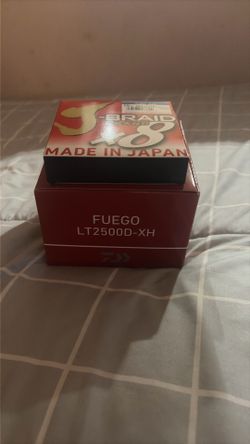 J-BRAID
x8
MADE IN JAPAN
FUEGO
LT2500D-XH